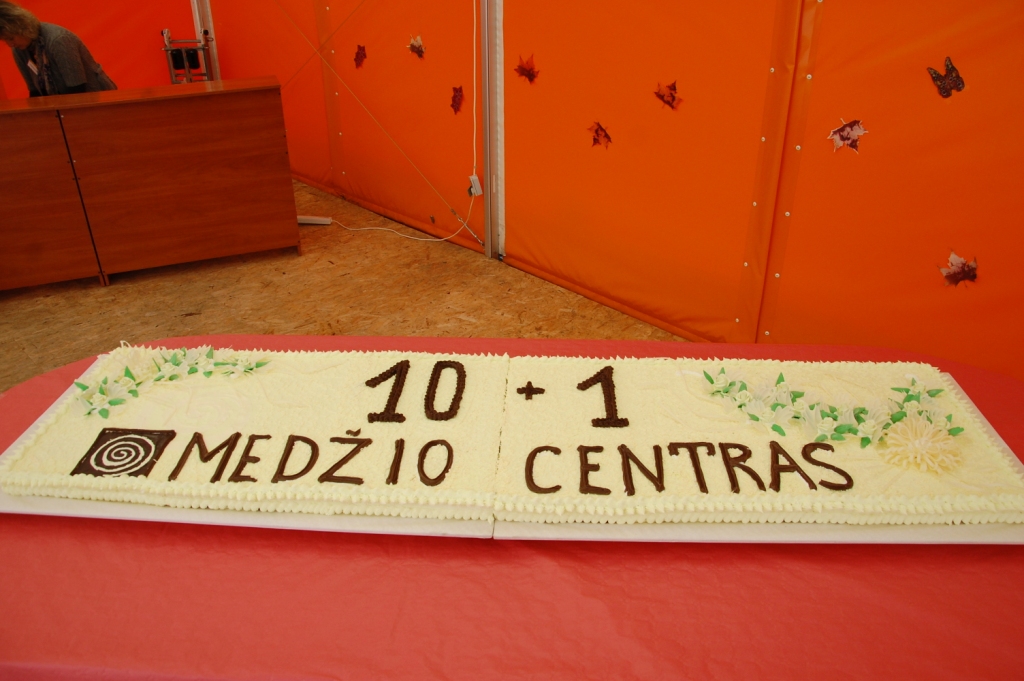 10 + 1
MEDŽIO CENTRAS